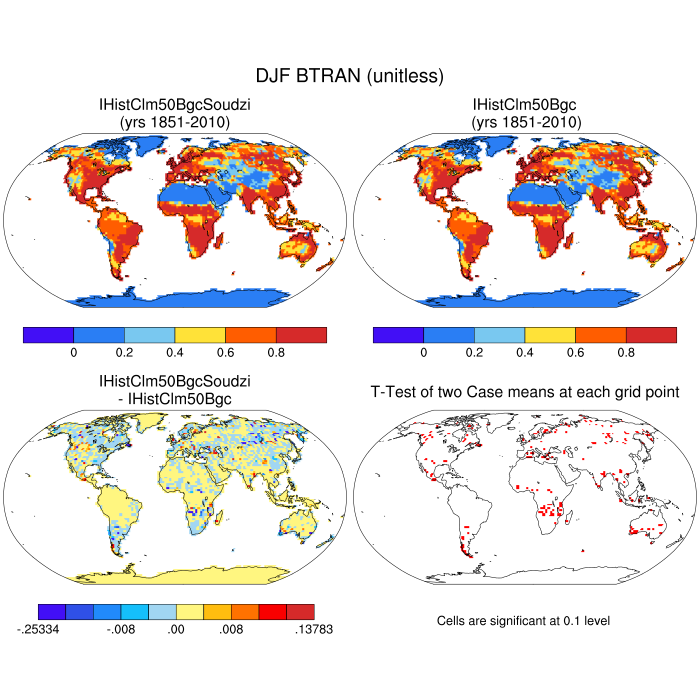 DJF BTRAN (unitless)
IHistClm50BgcSoudzi
(yrs 1851-2010)
IHistClm50Bgc
(yrs 1851-2010)
0 0.2 0.4 0.6 0.8
0 0.2 0.4 0.6 0.8
IHistClm50BgcSoudzi
- IHistClm50Bgc
T-Test of two Case means at each grid point
-.25334 -.008 .00 .008 .13783
Cells are significant at 0.1 level